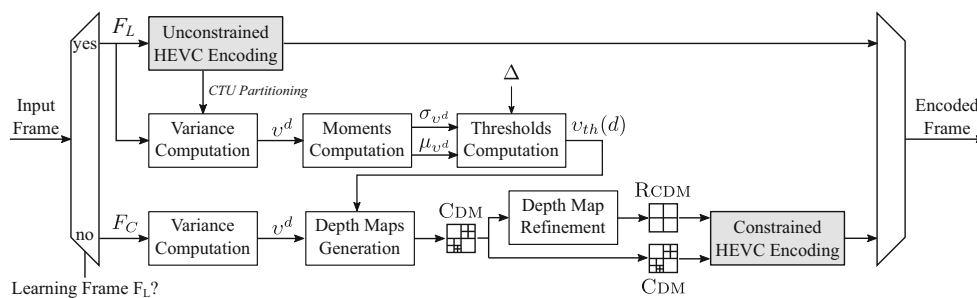 yes
F_L
Unconstrained
HEVC Encoding
CTU Partitioning
Δ
Input
Frame
Variance
Computation
υ^d
Moments
Computation
σ_{υ^d}
μ_{υ^d}
Thresholds
Computation
υ_{th}(d)
Encoded
Frame
no
F_C
Variance
Computation
υ^d
Depth Maps
Generation
CDM
Depth Map
Refinement
RCDM
CDM
Constrained
HEVC Encoding
Learning Frame F_L?